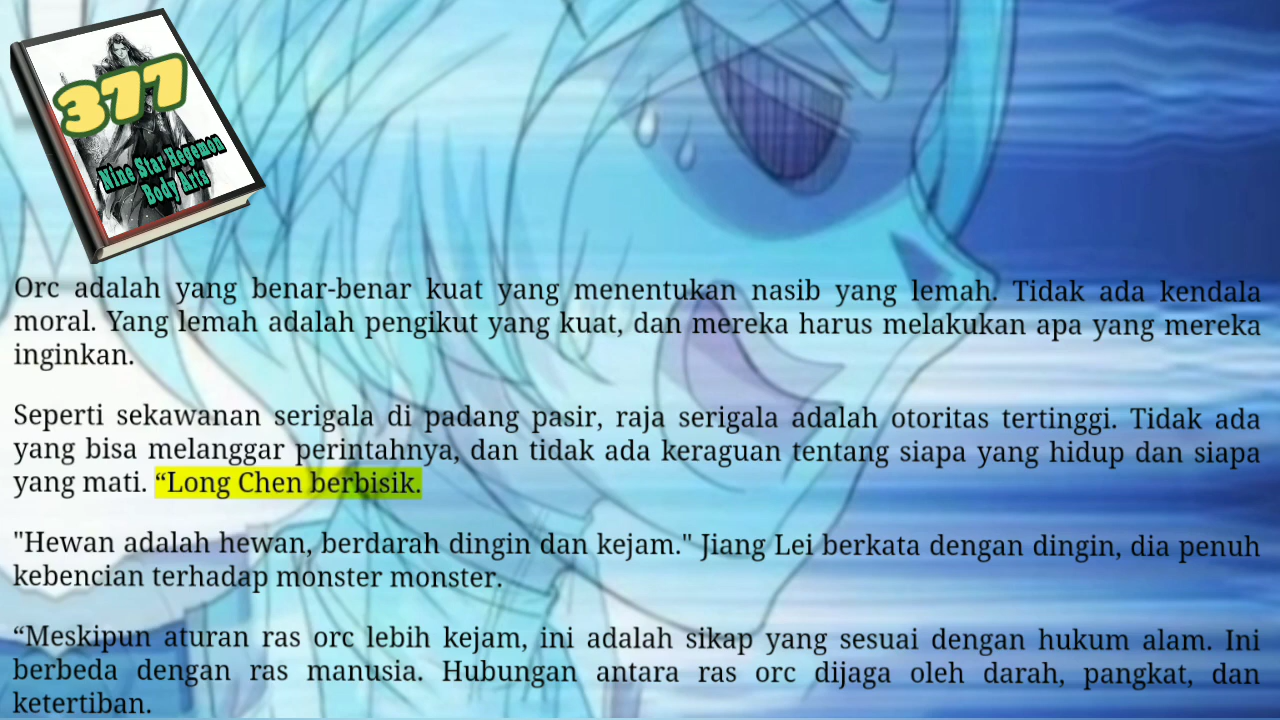 377
Nine Star Hegemon
Body Arts
Orc adalah yang benar-benar kuat yang menentukan nasib yang lemah. Tidak ada kendala
moral. Yang lemah adalah pengikut yang kuat, dan mereka harus melakukan apa yang mereka
inginkan.
Seperti sekawanan serigala di padang pasir, raja serigala adalah otoritas tertinggi. Tidak ada
yang bisa melanggar perintahnya, dan tidak ada keraguan tentang siapa yang hidup dan siapa
yang mati. “Long Chen berbisik.
"Hewan adalah hewan, berdarah dingin dan kejam." Jiang Lei berkata dengan dingin, dia penuh
kebencian terhadap monster monster.
“Meskipun aturan ras orc lebih kejam, ini adalah sikap yang sesuai dengan hukum alam. Ini
berbeda dengan ras manusia. Hubungan antara ras orc dijaga oleh darah, pangkat, dan
ketertiban.